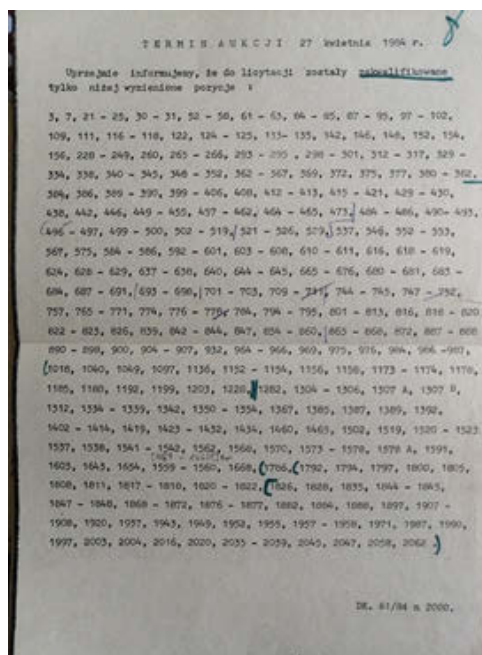 TERMIN AUKCJI 27 kwietnia 1984 r.
Uprzejmie informujemy, że do licytacji zostały zakwalifikowane
tylko niżej wymienione pozycje :
3, 7, 21 - 25, 30 - 31, 52 - 58, 61 - 63, 84 - 85, 87 - 95, 97 - 102,
109, 111, 116 - 118, 122, 124 - 125, 133- 135, 142, 146, 148, 152, 154,
156, 228 - 249, 260, 265 - 266, 293 - 295, 298 - 301, 312 - 317, 329 -
334, 338, 340 - 345, 348 - 352, 362 - 367, 369, 372, 375, 377, 380 - 382,
384, 386, 389 - 390, 399 - 406, 408, 412 - 413, 415 - 421, 429 - 430,
438, 442, 446, 449 - 455, 457 - 462, 464 - 465, 473, 484 - 486, 490- 493,
496 - 497, 499 - 500, 502 - 519, 521 - 526, 529, 537, 546, 552 - 553,
567, 575, 584 - 586, 592 - 601, 603 - 608, 610 - 611, 616, 618 - 619,
624, 628 - 629, 637 - 638, 640, 644 - 645, 665 - 676, 680 - 681, 683 -
684, 687 - 691, 693 - 698, 701 - 703, 709 - 744 - 745, 747 - 752,
757, 765 - 771, 774, 776 - 784, 794 - 795, 801 - 813, 816, 818 - 820
822 - 823, 826, 839, 842 - 844, 847, 854 - 860, 865 - 868, 872, 887 - 888
890 - 898, 900, 904 - 907, 932, 964 - 966, 969, 975, 976, 984, 986 -987,
1018, 1040, 1049, 1097, 1136, 1152 - 1154, 1156, 1158, 1173 - 1174, 1178,
1185, 1188, 1192, 1199, 1203, 1228, 1282, 1304 - 1306, 1307 A, 1307 B,
1312, 1334 - 1339, 1342, 1350 - 1354, 1367, 1385, 1387, 1389, 1392,
1402 - 1414, 1419, 1423 - 1432, 1434, 1460, 1465, 1502, 1519, 1520 - 1523
1537, 1538, 1541 - 1542, 1562, 1568, 1570, 1573 - 1578, 1578 A, 1591,
1603, 1643, 1654, 1559 - 1560, 1668, 1786, 1792, 1794, 1797, 1800, 1805,
1808, 1811, 1817 - 1818, 1820 - 1822, 1826, 1828, 1835, 1844 - 1845,
1847 - 1848, 1868 - 1872, 1876 - 1877, 1882, 1884, 1888, 1897, 1907 -
1908, 1920, 1937, 1943, 1949, 1952, 1955, 1957 - 1958, 1971, 1987, 1990,
1997, 2003, 2004, 2016, 2020, 2035 - 2039, 2045, 2047, 2058, 2062
DK. 81/84 n 2000.